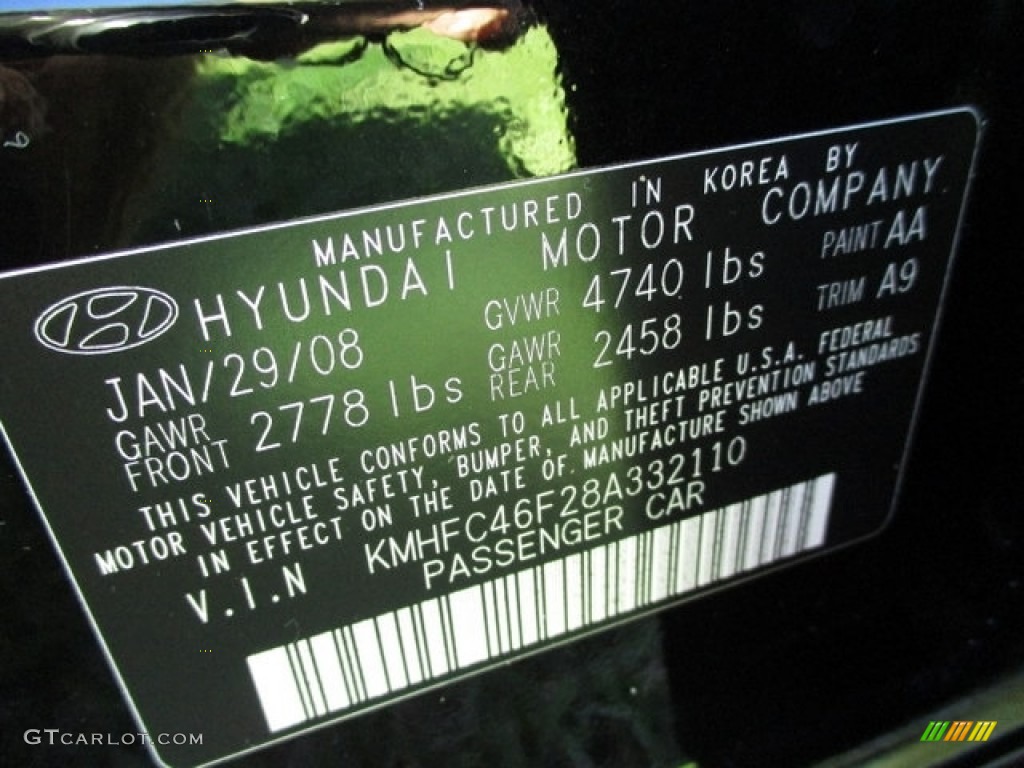 MANUFACTURED IN KOREA BY
HYUNDAI MOTOR COMPANY
JAN/29/08 GVWR 4740 lbs PAINT AA
GAWR FRONT 2778 lbs GAWR REAR 2458 lbs TRIM A9
THIS VEHICLE CONFORMS TO ALL APPLICABLE U.S.A. FEDERAL
MOTOR VEHICLE SAFETY, BUMPER, AND THEFT PREVENTION STANDARDS
IN EFFECT ON THE DATE OF MANUFACTURE SHOWN ABOVE
V.I.N KMHFC46F28A332110
PASSENGER CAR
GTCARLOT.COM